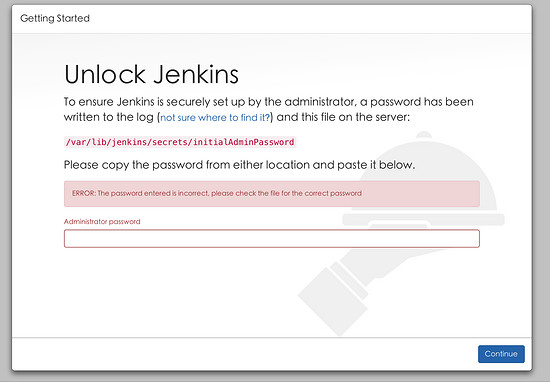 Getting Started
Unlock Jenkins
To ensure Jenkins is securely set up by the administrator, a password has been
written to the log (not sure where to find it?) and this file on the server:
/var/lib/jenkins/secrets/initialAdminPassword
Please copy the password from either location and paste it below.
ERROR: The password entered is incorrect, please check the file for the correct password
Administrator password
Continue